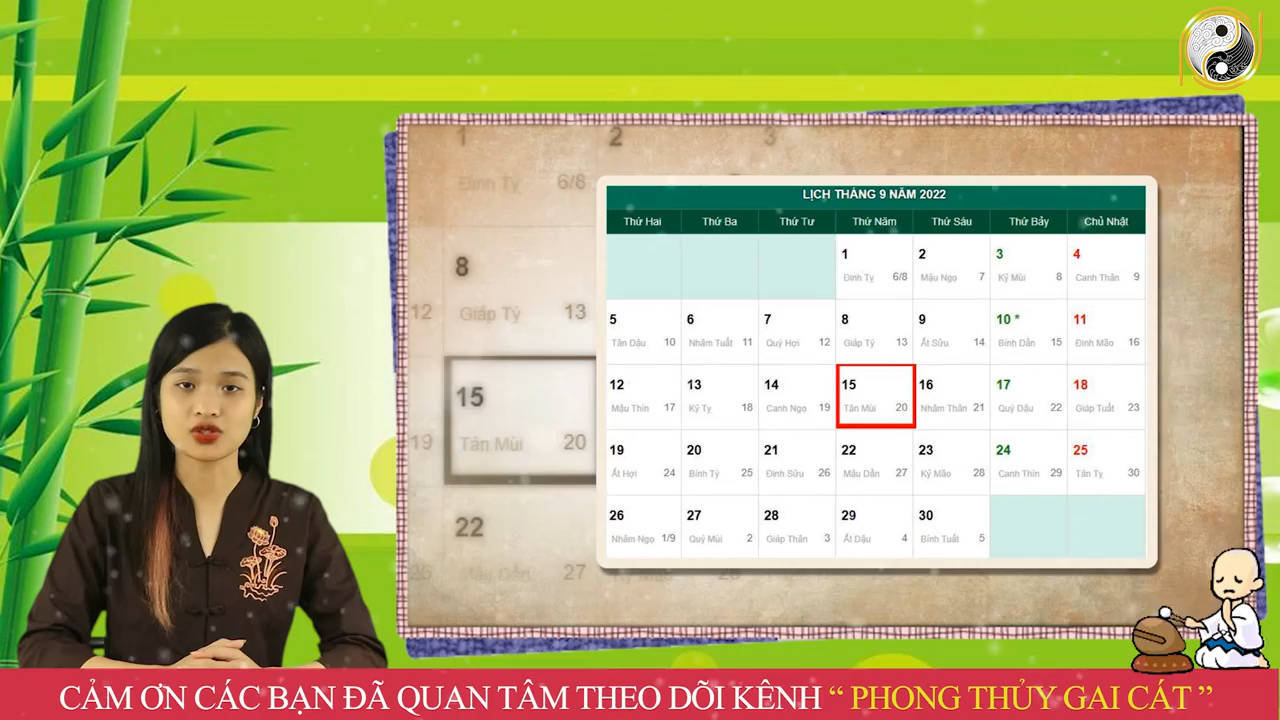 1 2 3
Đinh Tỵ 6/8
8
12 Giáp Tý 13
15
19 Tân Mùi 20
22
26 27
LỊCH THÁNG 9 NĂM 2022
Thứ Hai Thứ Ba Thứ Tư Thứ Năm Thứ Sáu Thứ Bảy Chủ Nhật
1 2 3 4
Đinh Tỵ 6/8 Mậu Ngọ 7 Kỷ Mùi 8 Canh Thân 9
5 6 7 8 9 10 * 11
Tân Dậu 10 Nhâm Tuất 11 Quý Hợi 12 Giáp Tý 13 Ất Sửu 14 Bính Dần 15 Đinh Mão 16
12 13 14 15 16 17 18
Mậu Thìn 17 Kỷ Tỵ 18 Canh Ngọ 19 Tân Mùi 20 Nhâm Thân 21 Quý Dậu 22 Giáp Tuất 23
19 20 21 22 23 24 25
Ất Hợi 24 Bính Tý 25 Đinh Sửu 26 Mậu Dần 27 Kỷ Mão 28 Canh Thìn 29 Tân Tỵ 30
26 27 28 29 30
Nhâm Ngọ 1/9 Quý Mùi 2 Giáp Thân 3 Ất Dậu 4 Bính Tuất 5
CẢM ƠN CÁC BẠN ĐÃ QUAN TÂM THEO DÕI KÊNH “ PHONG THỦY GAI CÁT ”